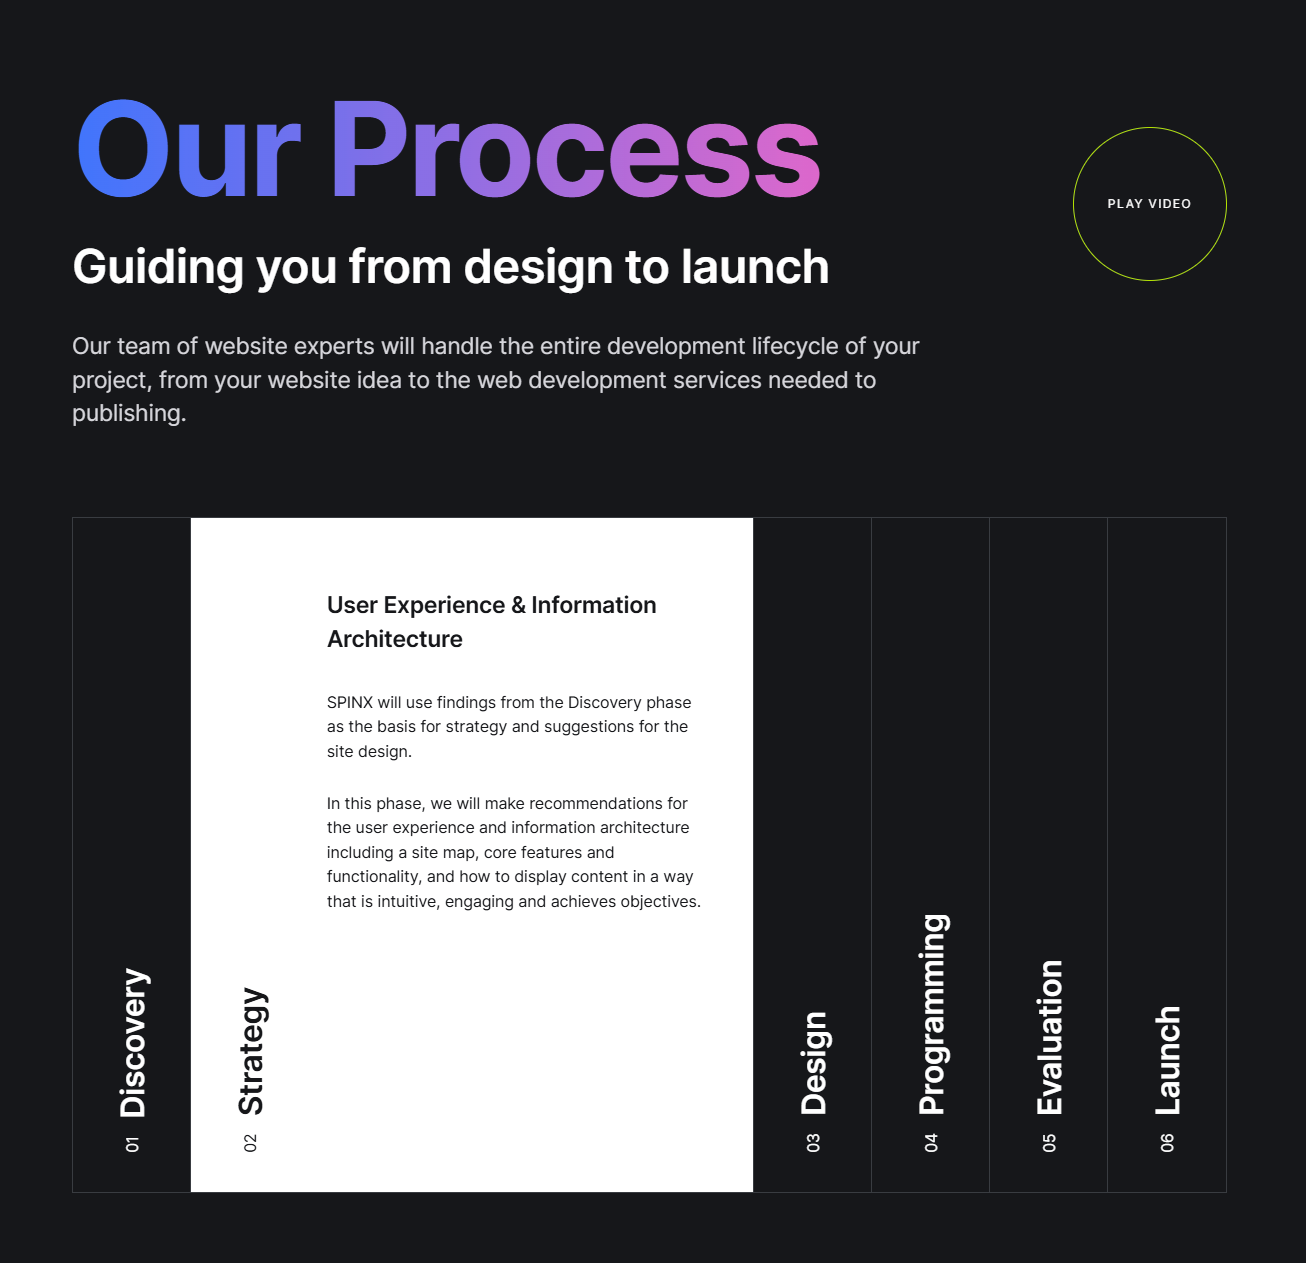 Our Process
PLAY VIDEO
Guiding you from design to launch
Our team of website experts will handle the entire development lifecycle of your
project, from your website idea to the web development services needed to
publishing.
01 Discovery
02 Strategy
User Experience & Information
Architecture
SPINX will use findings from the Discovery phase
as the basis for strategy and suggestions for the
site design.
In this phase, we will make recommendations for
the user experience and information architecture
including a site map, core features and
functionality, and how to display content in a way
that is intuitive, engaging and achieves objectives.
03 Design
04 Programming
05 Evaluation
06 Launch